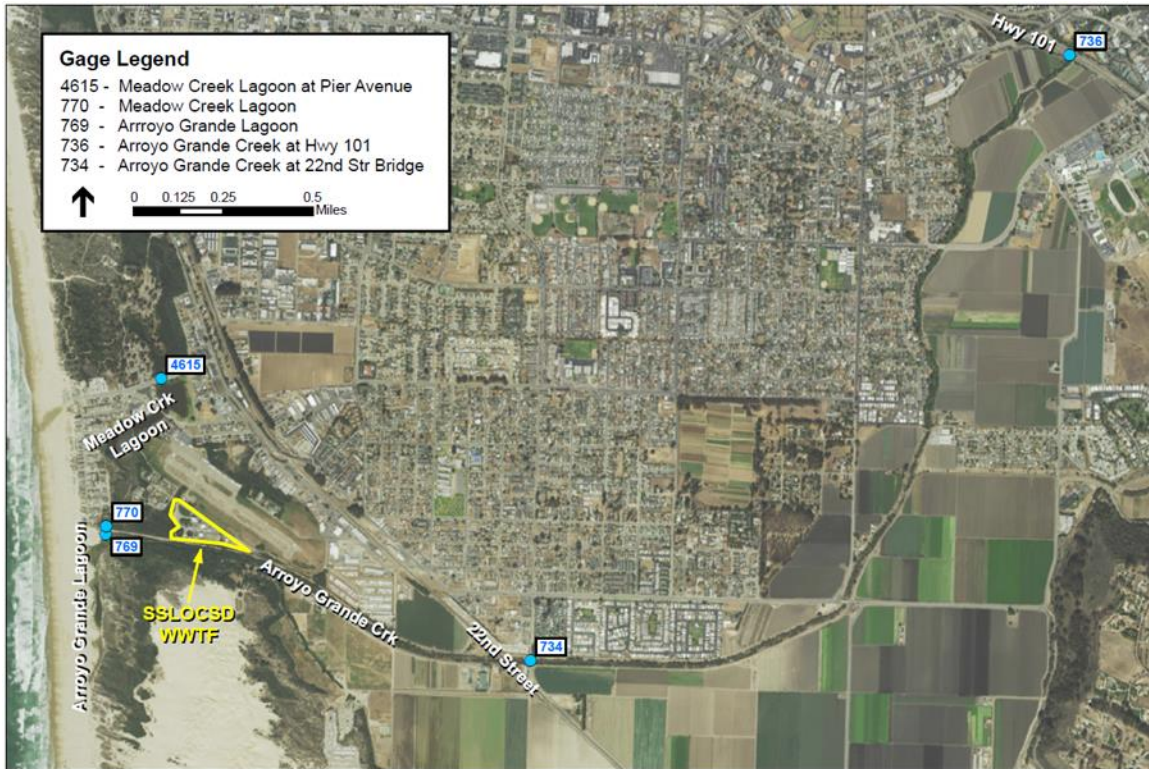 Gage Legend
4615 - Meadow Creek Lagoon at Pier Avenue
770 - Meadow Creek Lagoon
769 - Arrroyo Grande Lagoon
736 - Arroyo Grande Creek at Hwy 101
734 - Arroyo Grande Creek at 22nd Str Bridge
0 0.125 0.25 0.5
Miles
Hwy 101
736
4615
Meadow Crk
Lagoon
770
769
Arroyo Grande Lagoon
SSLOCSD
WWTF
Arroyo Grande Crk
22nd Street
734